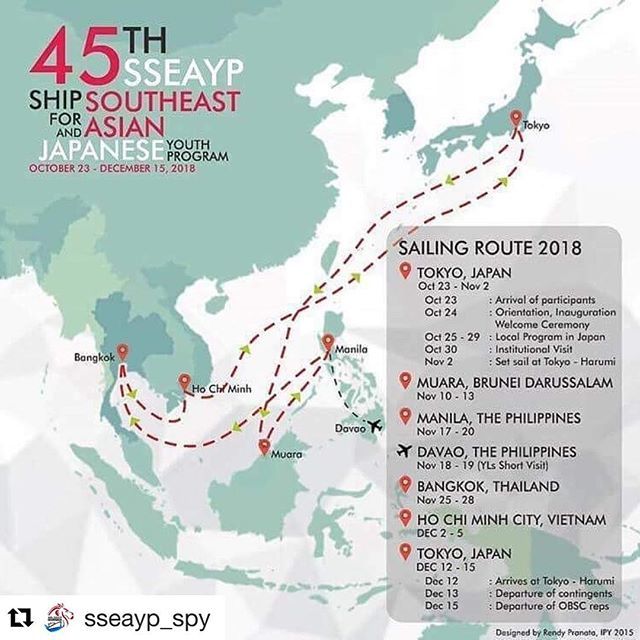 45TH
SSEAYP
SHIP SOUTHEAST
FOR
AND ASIAN
JAPANESE YOUTH
PROGRAM
OCTOBER 23 - DECEMBER 15, 2018
Tokyo
Bangkok
Ho Chi Minh
Manila
Davao
Muara
SAILING ROUTE 2018
TOKYO, JAPAN
Oct 23 - Nov 2
Oct 23 : Arrival of participants
Oct 24 : Orientation, Inauguration
Welcome Ceremony
Oct 25 - 29 : Local Program in Japan
Oct 30 : Institutional Visit
Nov 2 : Set sail at Tokyo - Harumi
MUARA, BRUNEI DARUSSALAM
Nov 10 - 13
MANILA, THE PHILIPPINES
Nov 17 - 20
DAVAO, THE PHILIPPINES
Nov 18 - 19 (YLs Short Visit)
BANGKOK, THAILAND
Nov 25 - 28
HO CHI MINH CITY, VIETNAM
DEC 2 - 5
TOKYO, JAPAN
DEC 12 - 15
Dec 12 : Arrives at Tokyo - Harumi
Dec 13 : Departure of contingents
Dec 15 : Departure of OBSC reps
sseayp_spy
Designed by Rendy Pranata, IPY 2015